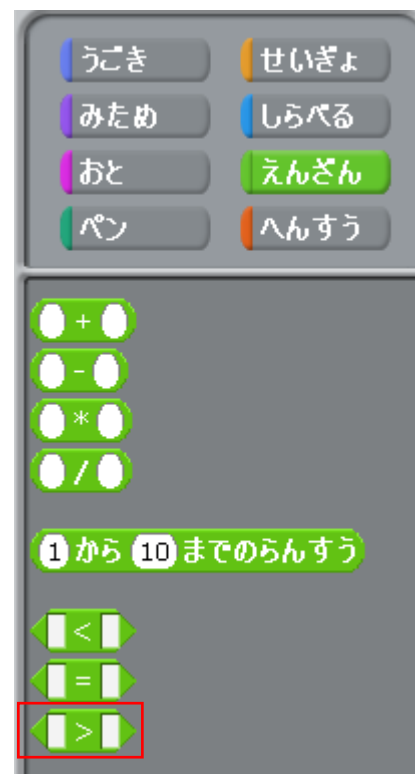 うごき せいぎょ
みため しらべる
おと えんざん
ペン へんすう
+
-
*
/
1 から 10 までのらんすう
<
=
>